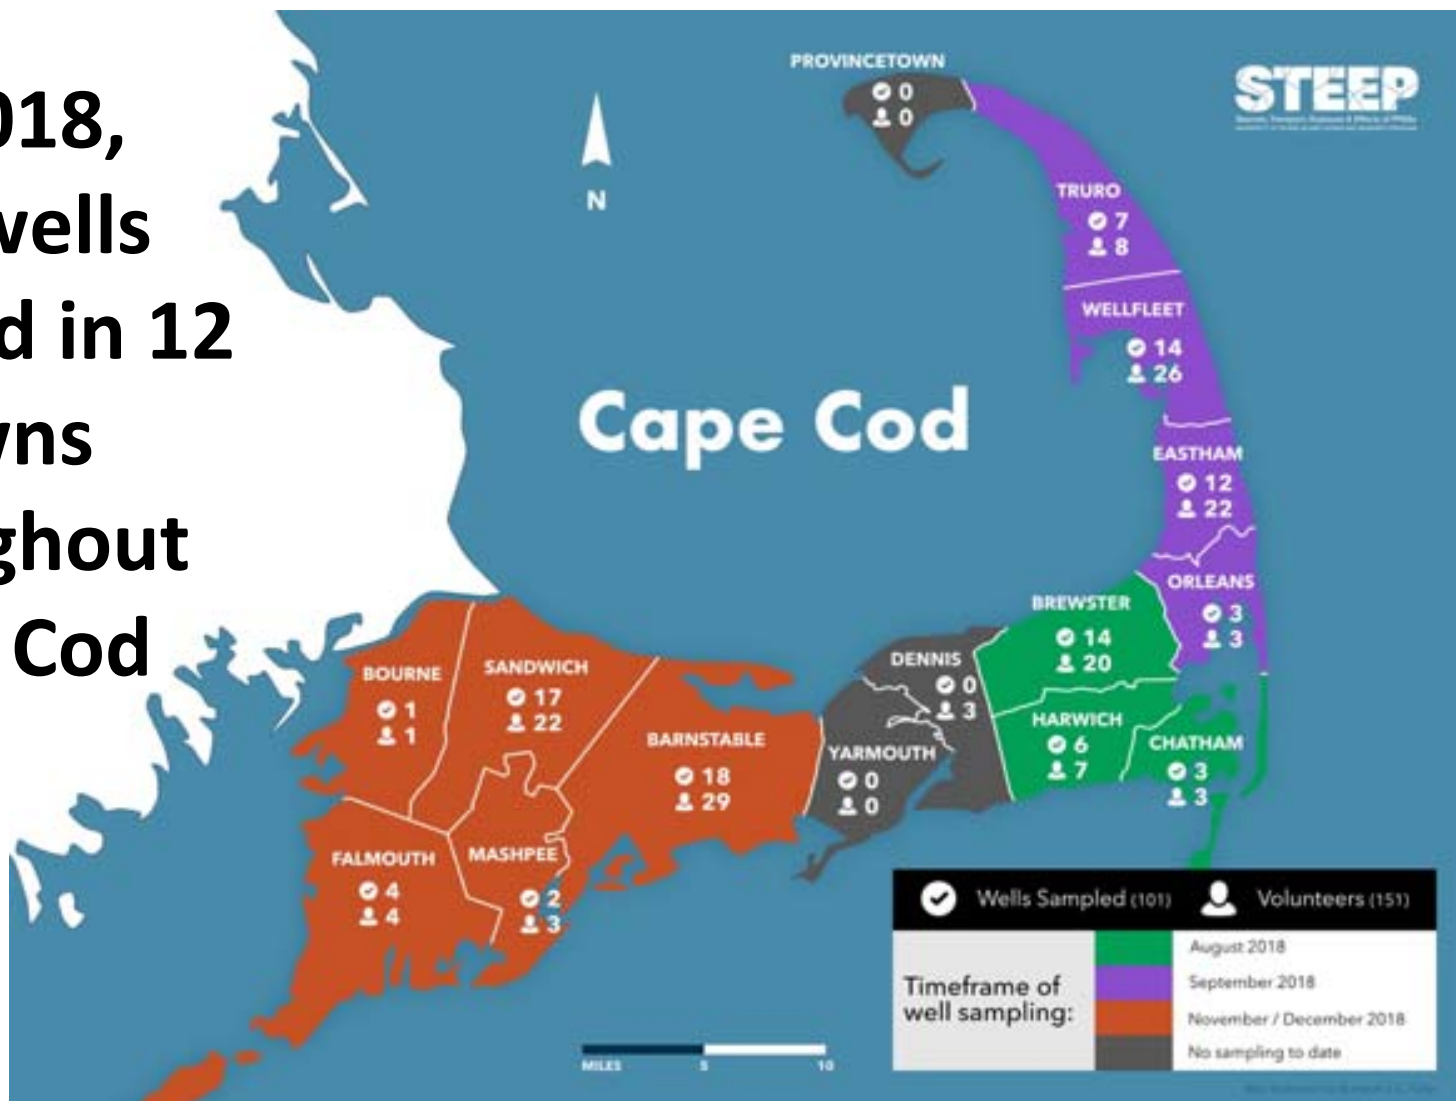 018,
wells
d in 12
wns
ghout
Cod
PROVINCETOWN
0
0
STEEP
N
TRURO
7
8
WELLFLEET
14
26
Cape Cod
EASTHAM
12
22
ORLEANS
3
3
BREWSTER
14
20
DENNIS
0
3
HARWICH
6
7
CHATHAM
3
3
YARMOUTH
0
0
BOURNE
1
1
SANDWICH
17
22
BARNSTABLE
18
29
FALMOUTH
4
4
MASHPEE
2
3
Wells Sampled (101)
Volunteers (151)
Timeframe of
well sampling:
August 2018
September 2018
November / December 2018
No sampling to date
MILES 5 10